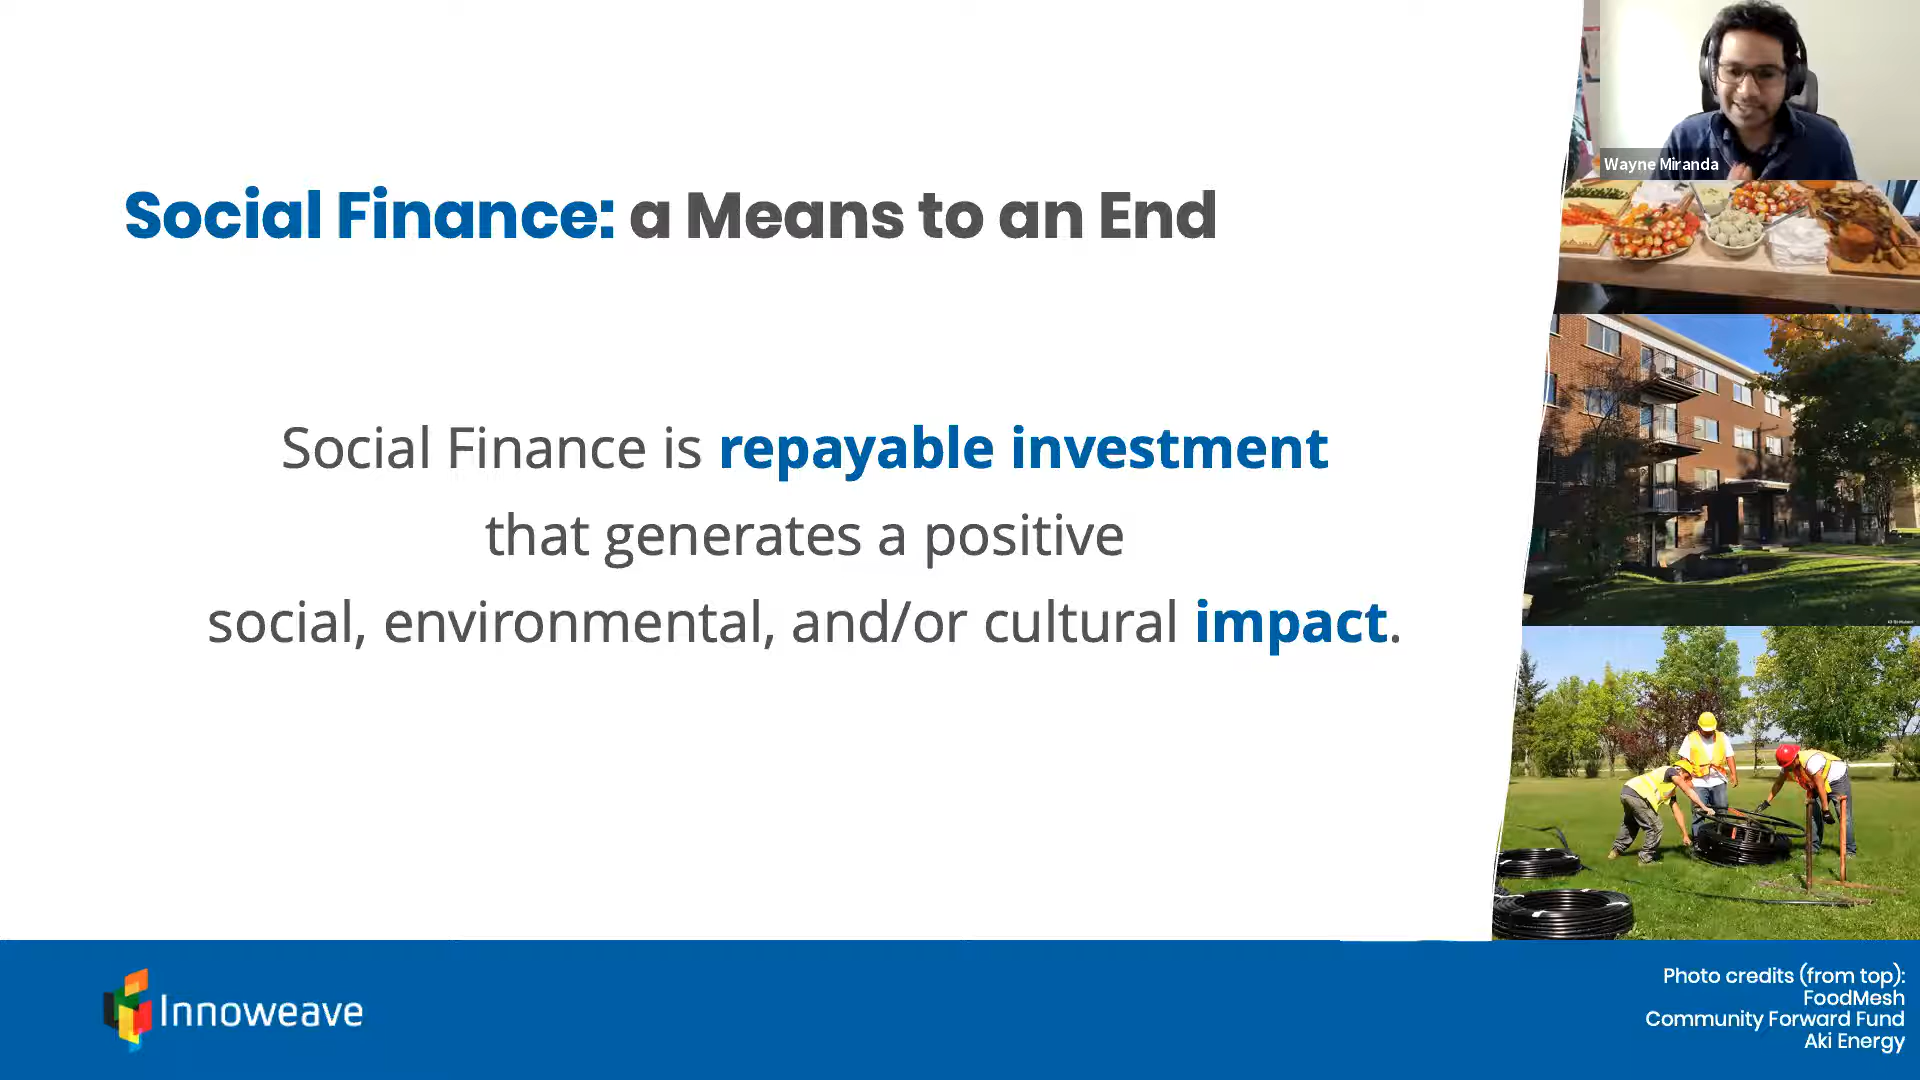 Wayne Miranda
Social Finance: a Means to an End
Social Finance is repayable investment
that generates a positive
social, environmental, and/or cultural impact.
Innoweave
Photo credits (from top):
FoodMesh
Community Forward Fund
Aki Energy